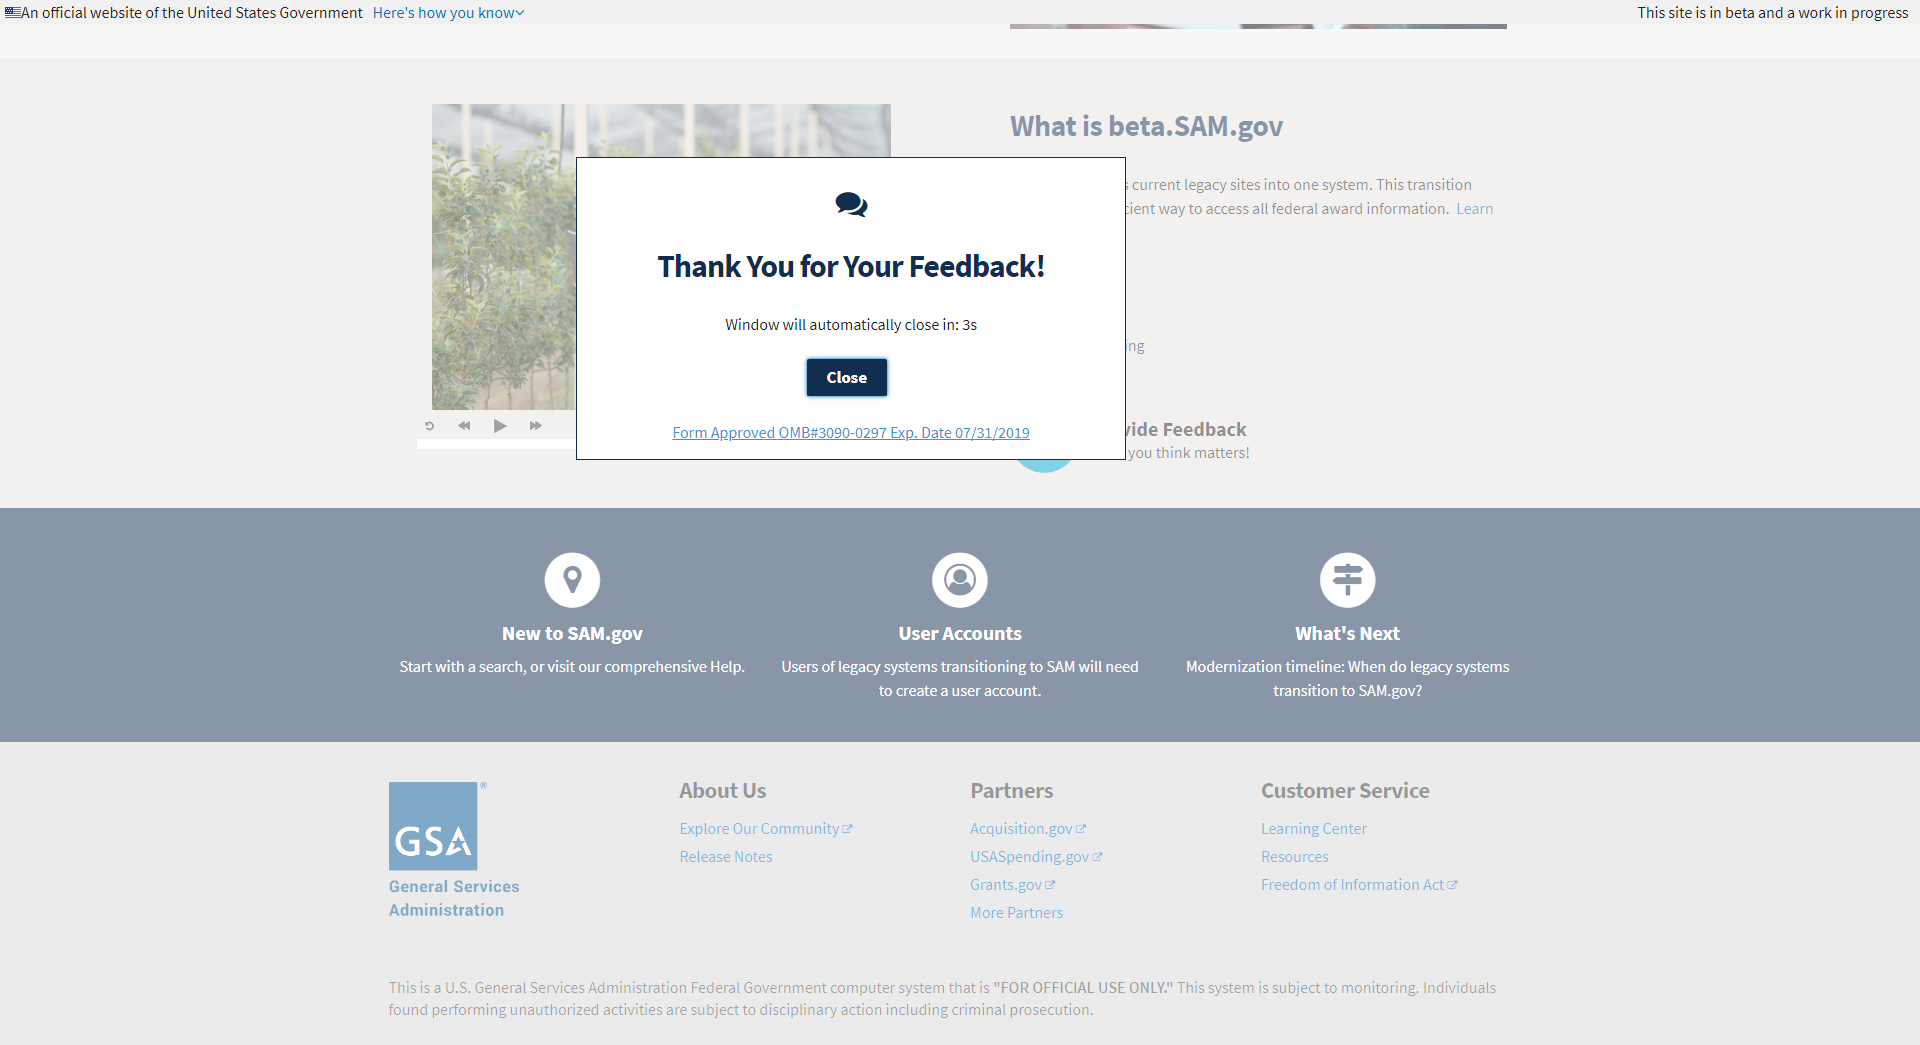 An official website of the United States Government Here's how you know
This site is in beta and a work in progress
What is beta.SAM.gov
current legacy sites into one system. This transition
way to access all federal award information. Learn
Thank You for Your Feedback!
Window will automatically close in: 3s
Close
Form Approved OMB#3090-0297 Exp. Date 07/31/2019
Feedback
you think matters!
New to SAM.gov
Start with a search, or visit our comprehensive Help.
User Accounts
Users of legacy systems transitioning to SAM will need
to create a user account.
What's Next
Modernization timeline: When do legacy systems
transition to SAM.gov?
GSA ®
General Services
Administration
About Us
Explore Our Community
Release Notes
Partners
Acquisition.gov
USASpending.gov
Grants.gov
More Partners
Customer Service
Learning Center
Resources
Freedom of Information Act
This is a U.S. General Services Administration Federal Government computer system that is "FOR OFFICIAL USE ONLY." This system is subject to monitoring. Individuals
found performing unauthorized activities are subject to disciplinary action including criminal prosecution.